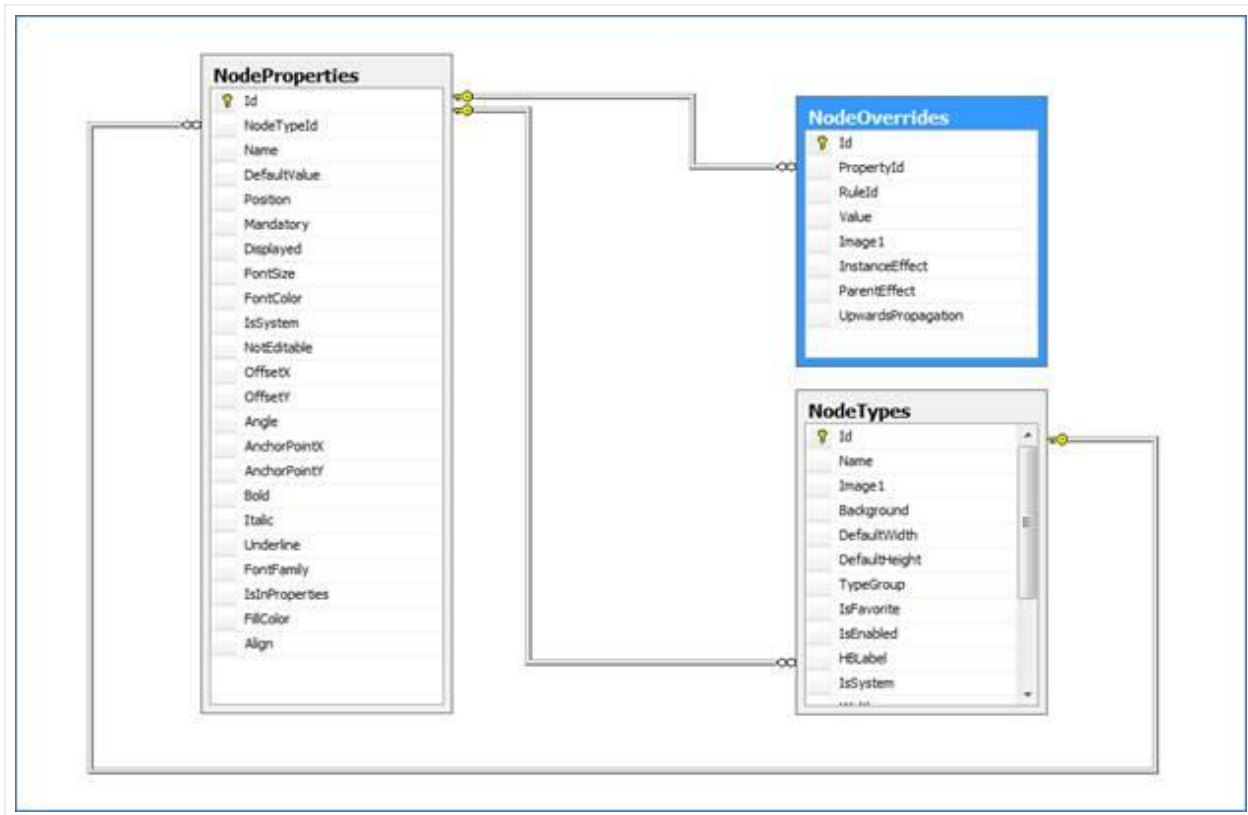 NodeProperties
Id
NodeTypeId
Name
DefaultValue
Position
Mandatory
Displayed
FontSize
FontColor
IsSystem
NotEditable
OffsetX
OffsetY
Angle
AnchorPointX
AnchorPointY
Bold
Italic
Underline
FontFamily
IsInProperties
FillColor
Align
NodeOverrides
Id
PropertyId
RuleId
Value
Image1
InstanceEffect
ParentEffect
UpwardsPropagation
NodeTypes
Id
Name
Image1
Background
DefaultWidth
DefaultHeight
TypeGroup
IsFavorite
IsEnabled
HBLabel
IsSystem